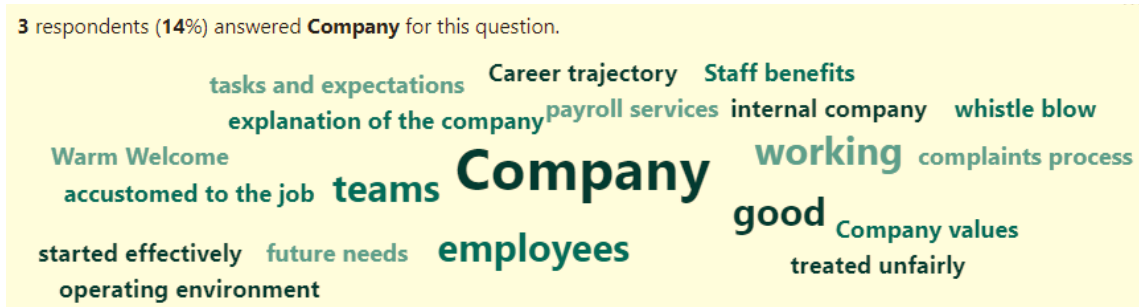 3 respondents (14%) answered Company for this question.
tasks and expectations Career trajectory Staff benefits
explanation of the company payroll services internal company whistle blow
Warm Welcome Company working complaints process
accustomed to the job teams
good Company values
started effectively future needs employees treated unfairly
operating environment